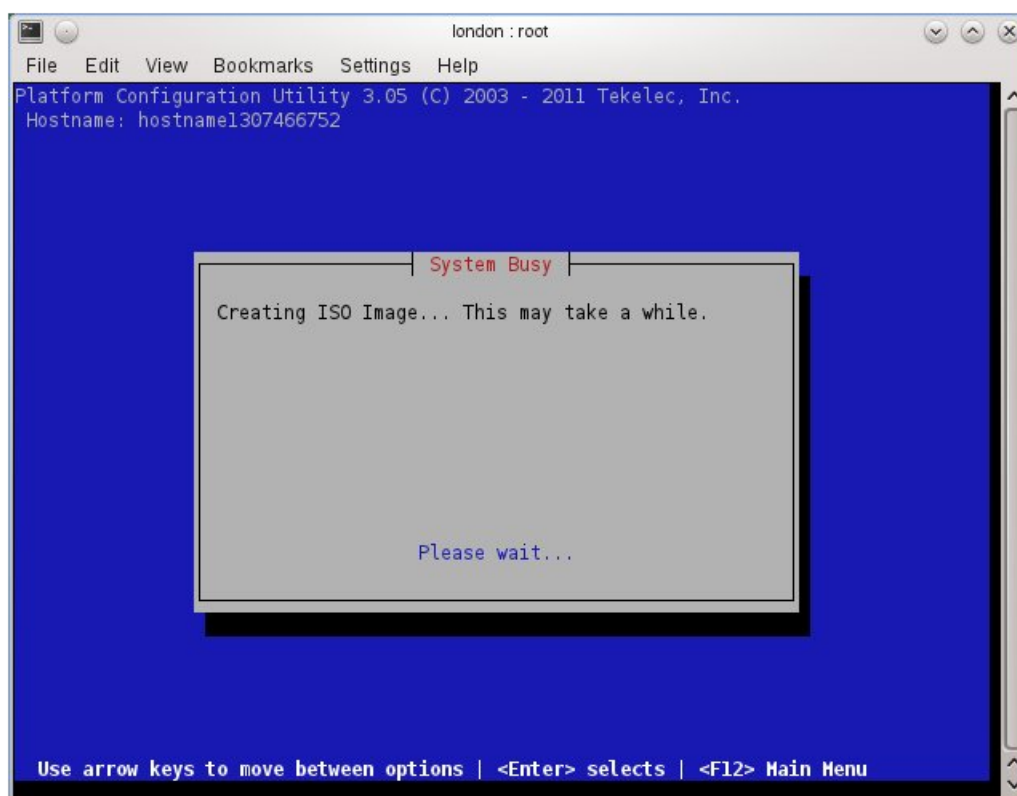 london : root
File Edit View Bookmarks Settings Help
Platform Configuration Utility 3.05 (C) 2003 - 2011 Tekelec, Inc.
Hostname: hostname1307466752
System Busy
Creating ISO Image... This may take a while.
Please wait...
Use arrow keys to move between options | <Enter> selects | <F12> Main Menu